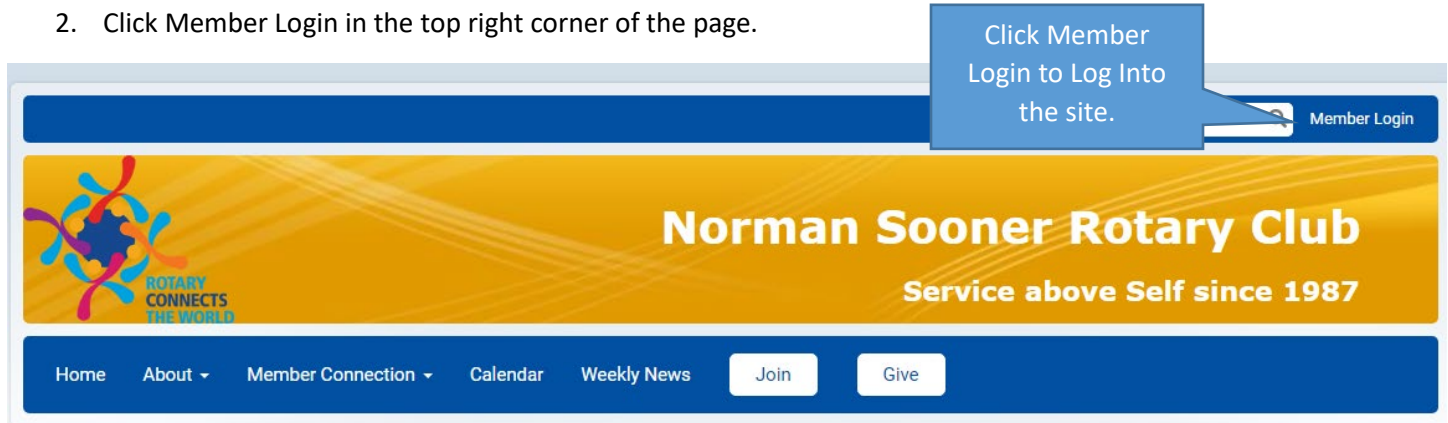 2. Click Member Login in the top right corner of the page.
Click Member
Login to Log Into
the site.
Member Login
Norman Sooner Rotary Club
Service above Self since 1987
ROTARY
CONNECTS
THE WORLD
Home About Member Connection Calendar Weekly News Join Give